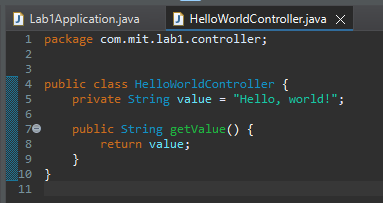 Lab1Application.java HelloWorldController.java X
1 package com.mit.lab1.controller;
2
3
4 public class HelloWorldController {
5     private String value = "Hello, world!";
6
7     public String getValue() {
8         return value;
9     }
10 }
11